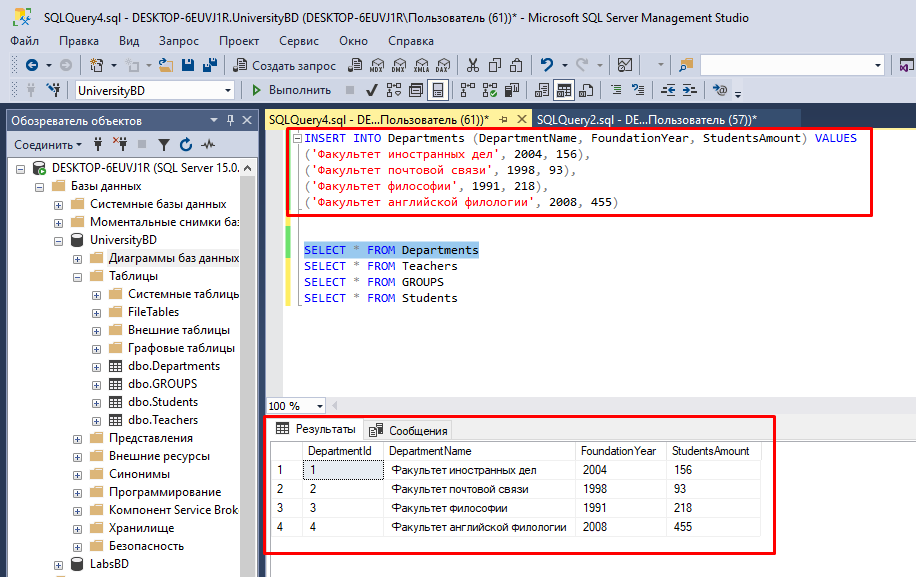 SQLQuery4.sql - DESKTOP-6EUVJ1R.UniversityBD (DESKTOP-6EUVJ1R\Пользователь (61))* - Microsoft SQL Server Management Studio
Файл Правка Вид Запрос Проект Сервис Окно Справка
Создать запрос MDX DMX XMLA DAX
UniversityBD Выполнить
Обозреватель объектов
Соединить
DESKTOP-6EUVJ1R (SQL Server 15.0.
Базы данных
Системные базы данных
Моментальные снимки баз
UniversityBD
Диаграммы баз данных
Таблицы
Системные таблицы
FileTables
Внешние таблицы
Графовые таблицы
dbo.Departments
dbo.GROUPS
dbo.Students
dbo.Teachers
Представления
Внешние ресурсы
Синонимы
Программирование
Компонент Service Brok
Хранилище
Безопасность
LabsBD
SQLQuery4.sql - DE...Пользователь (61))* SQLQuery2.sql - DE...Пользователь (57))*
INSERT INTO Departments (DepartmentName, FoundationYear, StudentsAmount) VALUES
('Факультет иностранных дел', 2004, 156),
('Факультет почтовой связи', 1998, 93),
('Факультет философии', 1991, 218),
('Факультет английской филологии', 2008, 455)
SELECT * FROM Departments
SELECT * FROM Teachers
SELECT * FROM GROUPS
SELECT * FROM Students
100 %
Результаты Сообщения
DepartmentId DepartmentName FoundationYear StudentsAmount
1 1 Факультет иностранных дел 2004 156
2 2 Факультет почтовой связи 1998 93
3 3 Факультет философии 1991 218
4 4 Факультет английской филологии 2008 455